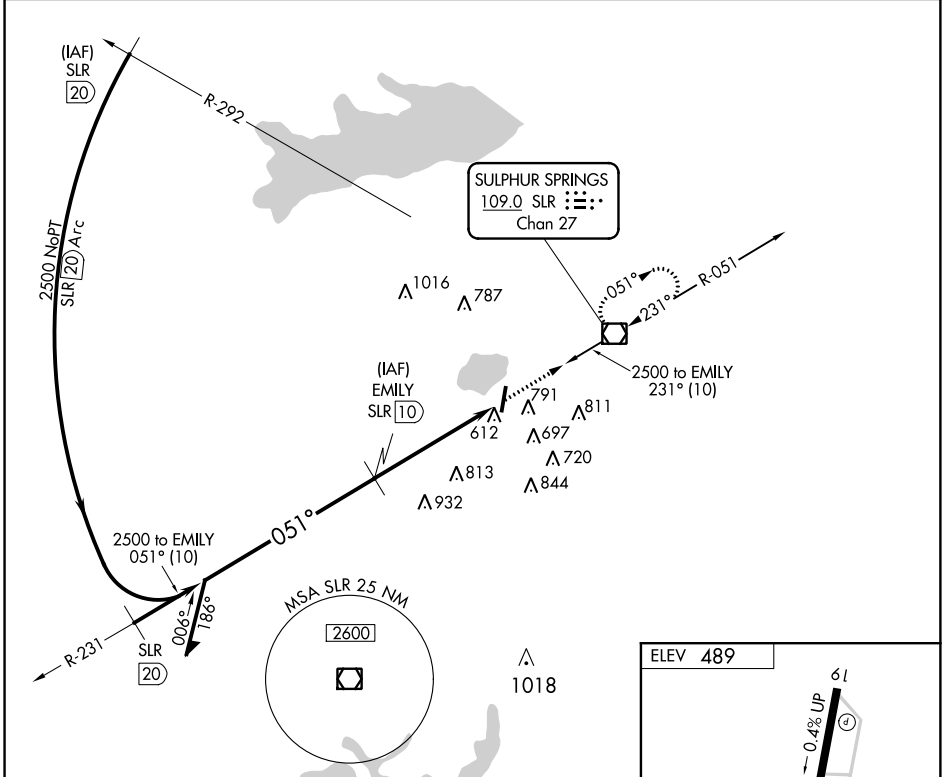 (IAF)
SLR
20
R-292
2500 NoPT
SLR 20 Arc
SULPHUR SPRINGS
109.0 SLR
Chan 27
1016
787
051°
R-051
231°
2500 to EMILY
231° (10)
(IAF)
EMILY
SLR 10
791
811
612
697
720
813
844
932
051°
2500 to EMILY
051° (10)
006°
186°
R-231
SLR
20
MSA SLR 25 NM
2600
1018
ELEV 489
19
0.4% UP
P